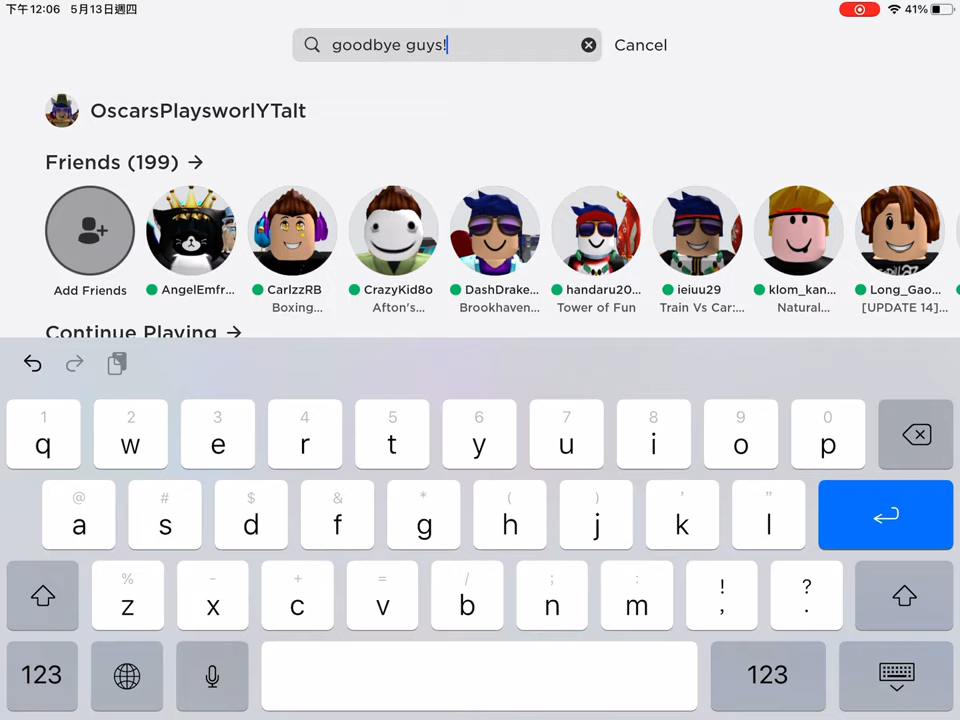 下午12:06 5月13日週四 41%
goodbye guys! Cancel
OscarsPlaysworlYTalt
Friends (199) →
Add Friends AngelEmfr... CarlzzRB CrazyKid8o DashDrake... handaru20... ieiuu29 klom_kan... Long_Gao...
Boxing... Afton's... Brookhaven... Tower of Fun Train Vs Car:... Natural... [UPDATE 14]...
Continue Playing →
1 2 3 4 5 6 7 8 9 0
q w e r t y u i o p
@ # $ & * ( ) ' "
a s d f g h j k l
% - + = / ; : ! ?
z x c v b n m , .
123 123